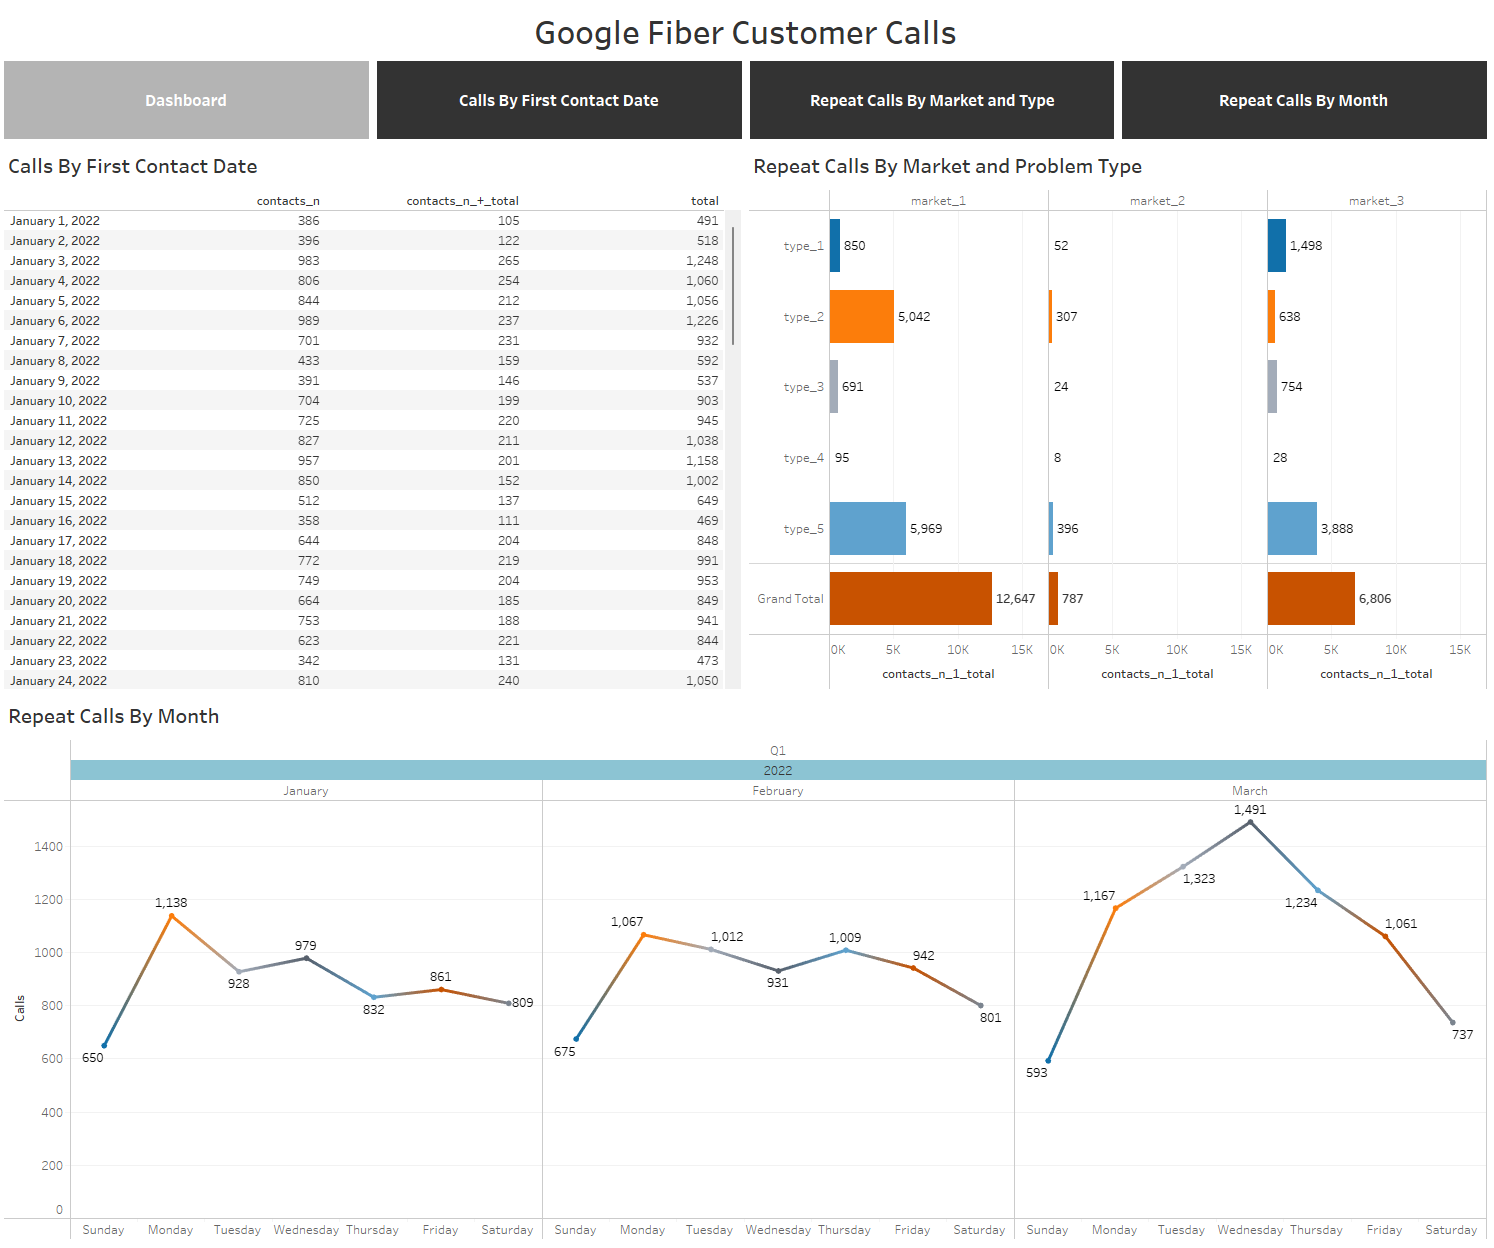 Google Fiber Customer Calls
Dashboard
Calls By First Contact Date
Repeat Calls By Market and Type
Repeat Calls By Month
Calls By First Contact Date
contacts_n contacts_n_+_total total
January 1, 2022 386 105 491
January 2, 2022 396 122 518
January 3, 2022 983 265 1,248
January 4, 2022 806 254 1,060
January 5, 2022 844 212 1,056
January 6, 2022 989 237 1,226
January 7, 2022 701 231 932
January 8, 2022 433 159 592
January 9, 2022 391 146 537
January 10, 2022 704 199 903
January 11, 2022 725 220 945
January 12, 2022 827 211 1,038
January 13, 2022 957 201 1,158
January 14, 2022 850 152 1,002
January 15, 2022 512 137 649
January 16, 2022 358 111 469
January 17, 2022 644 204 848
January 18, 2022 772 219 991
January 19, 2022 749 204 953
January 20, 2022 664 185 849
January 21, 2022 753 188 941
January 22, 2022 623 221 844
January 23, 2022 342 131 473
January 24, 2022 810 240 1,050
Repeat Calls By Market and Problem Type
market_1 market_2 market_3
type_1 850 52 1,498
type_2 5,042 307 638
type_3 691 24 754
type_4 95 8 28
type_5 5,969 396 3,888
Grand Total 12,647 787 6,806
0K 5K 10K 15K 0K 5K 10K 15K 0K 5K 10K 15K
contacts_n_1_total contacts_n_1_total contacts_n_1_total
Repeat Calls By Month
Q1
2022
January February March
Calls
1400
1200
1000
800
600
400
200
0
650 1,138 928 979 832 861 809
675 1,067 1,012 931 1,009 942 801
593 1,167 1,323 1,491 1,234 1,061 737
Sunday Monday Tuesday Wednesday Thursday Friday Saturday Sunday Monday Tuesday Wednesday Thursday Friday Saturday Sunday Monday Tuesday Wednesday Thursday Friday Saturday